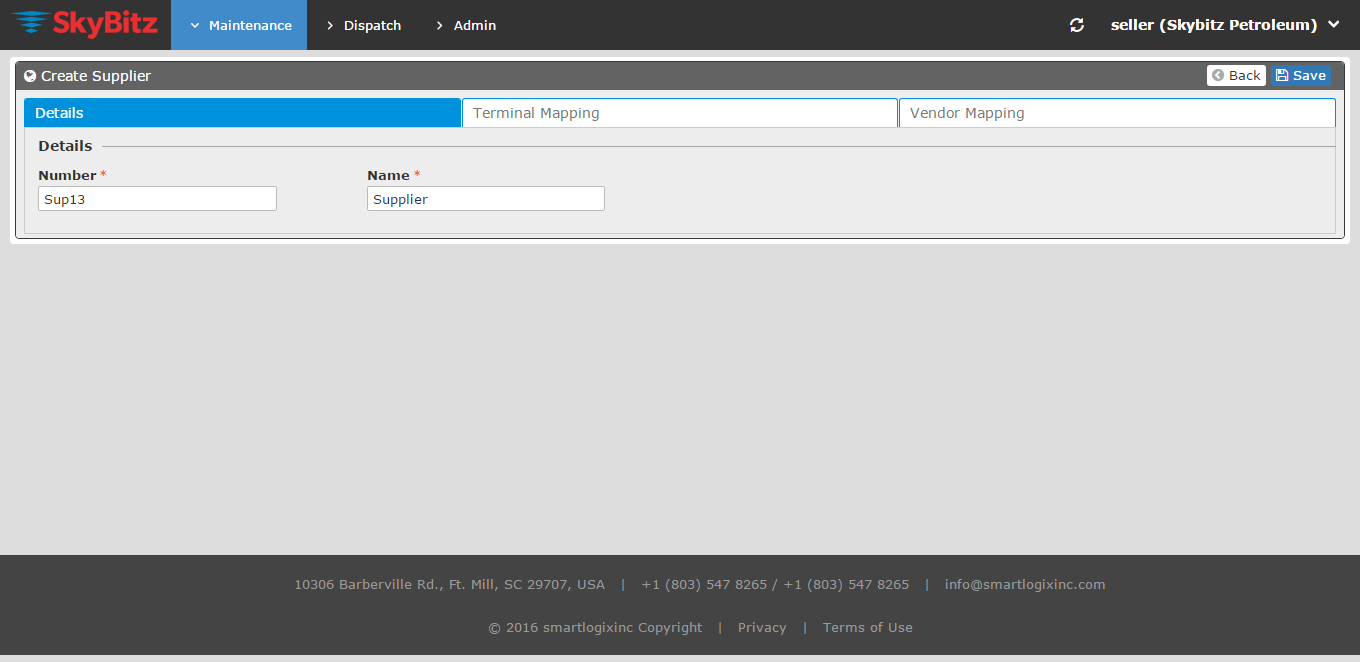 SkyBitz Maintenance Dispatch Admin seller (Skybitz Petroleum)
Create Supplier Back Save
Details Terminal Mapping Vendor Mapping
Details
Number * Name *
Sup13 Supplier
10306 Barberville Rd., Ft. Mill, SC 29707, USA | +1 (803) 547 8265 / +1 (803) 547 8265 | info@smartlogixinc.com
© 2016 smartlogixinc Copyright | Privacy | Terms of Use